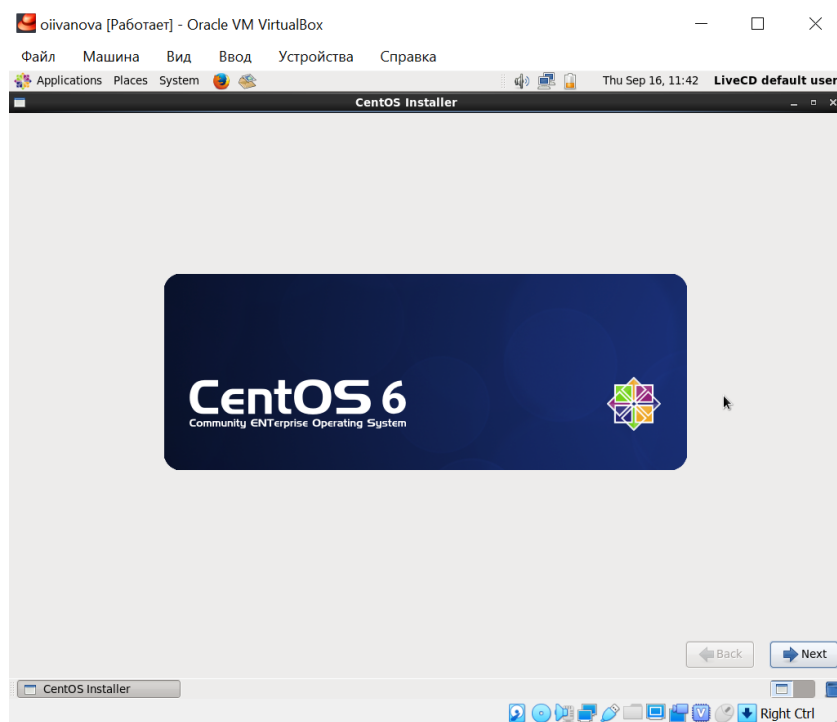 oiivanova [Работает] - Oracle VM VirtualBox
Файл Машина Вид Ввод Устройства Справка
Applications Places System Thu Sep 16, 11:42 LiveCD default user
CentOS Installer
CentOS 6
Community ENTerprise Operating System
Back Next
CentOS Installer
Right Ctrl